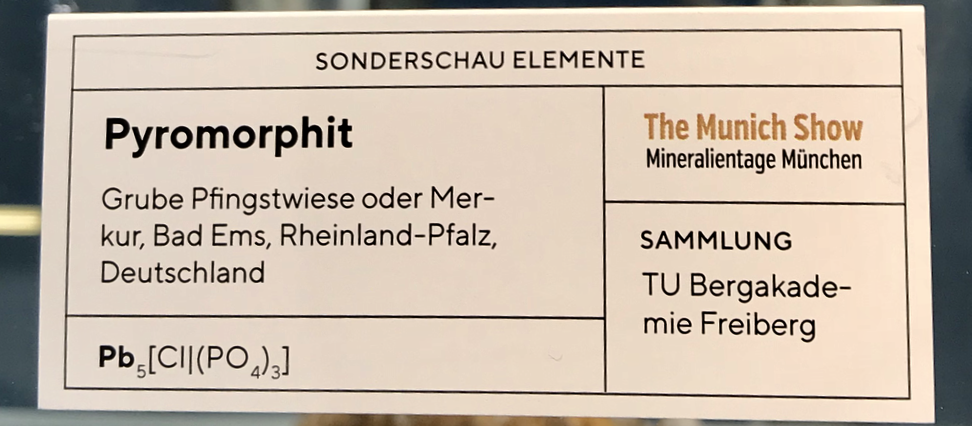 SONDERSCHAU ELEMENTE
Pyromorphit
Grube Pfingstwiese oder Mer-
kur, Bad Ems, Rheinland-Pfalz,
Deutschland
Pb₅[Cl|(PO₄)₃]
The Munich Show
Mineralientage München
SAMMLUNG
TU Bergakade-
mie Freiberg